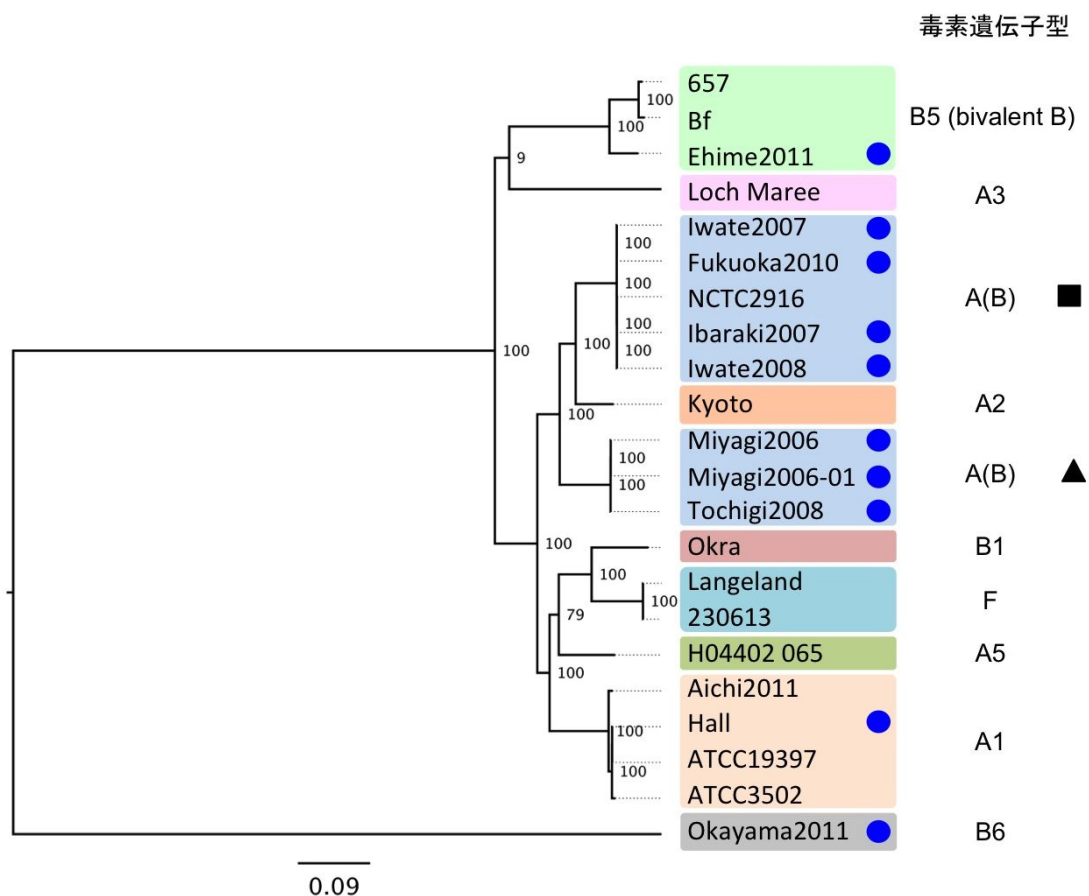 毒素遺伝子型
657
100
Bf
B5 (bivalent B)
100
Ehime2011
9
Loch Maree
A3
Iwate2007
100
Fukuoka2010
100
NCTC2916
A(B)
100
Ibaraki2007
100
100
Iwate2008
100
Kyoto
A2
100
Miyagi2006
100
Miyagi2006-01
A(B)
100
Tochigi2008
100
Okra
B1
100
Langeland
100
F
79
230613
H04402 065
A5
100
Aichi2011
Hall
100
A1
ATCC19397
100
ATCC3502
Okayama2011
B6
0.09